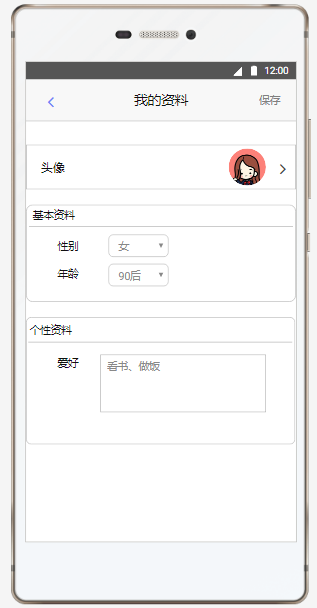 12:00
我的资料 保存
头像
基本资料
性别 女
年龄 90后
个性资料
爱好 看书、做饭